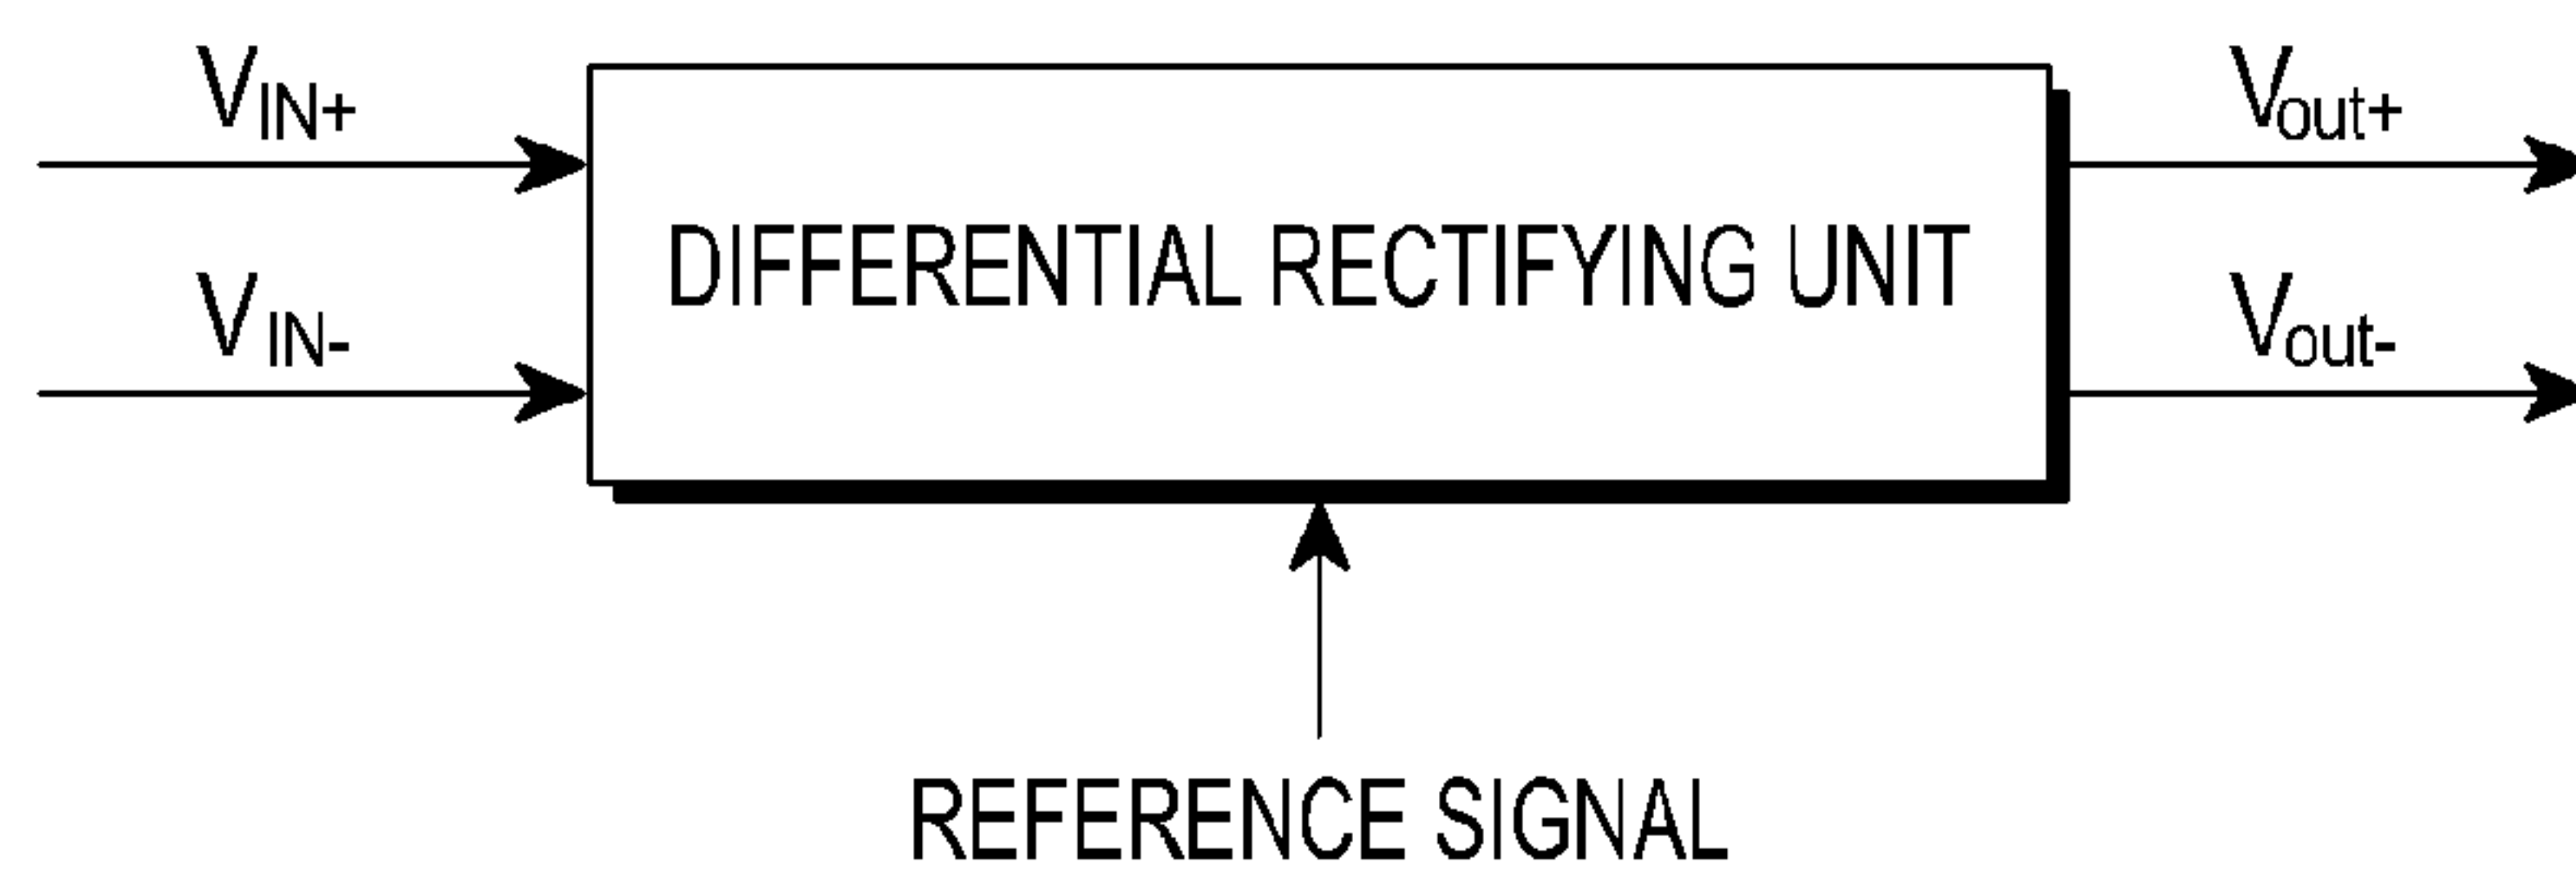 VIN+
Vout+
DIFFERENTIAL RECTIFYING UNIT
VIN-
Vout-
REFERENCE SIGNAL